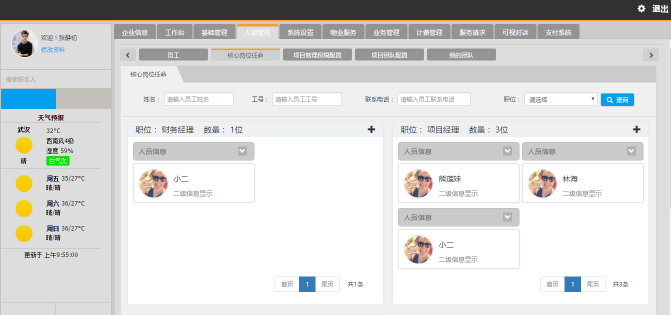 退出
欢迎！张静初
修改资料
搜索联系人
天气预报
武汉 32°C
西南风4级
湿度 59%
晴 空气优
周五 35/27°C
晴/晴
周六 36/27°C
晴/晴
周日 36/27°C
晴/晴
更新于 上午9:55:00
企业信息 工作台 基础管理 人事管理 系统设置 物业服务 业务管理 计费管理 服务请求 可视对讲 支付系统
员工 核心岗位任命 项目管理权限配置 项目团队配置 我的团队
核心岗位任命
姓名： 请输入员工姓名 工号： 请输入员工工号 联系电话： 请输入员工联系电话 职位： 请选择 查询
职位： 财务经理 数量： 1位
人员信息
小二
二级信息显示
首页 1 尾页 共1条
职位： 项目经理 数量： 3位
人员信息 人员信息
熊莲妹 林海
二级信息显示 二级信息显示
人员信息
小二
二级信息显示
首页 1 尾页 共3条